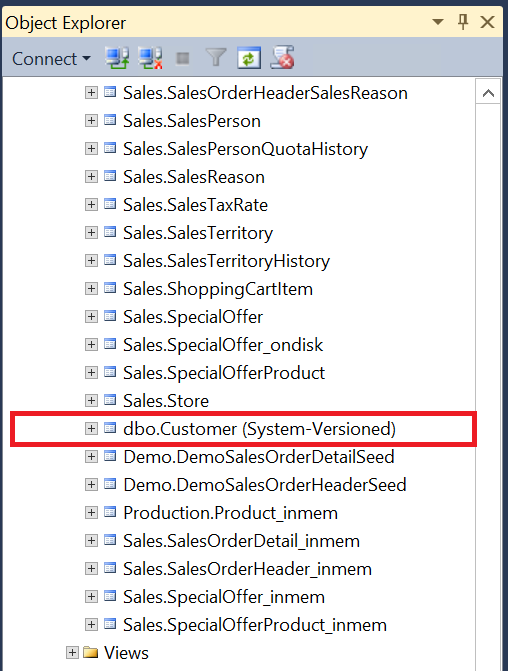 Object Explorer
Connect
Sales.SalesOrderHeaderSalesReason
Sales.SalesPerson
Sales.SalesPersonQuotaHistory
Sales.SalesReason
Sales.SalesTaxRate
Sales.SalesTerritory
Sales.SalesTerritoryHistory
Sales.ShoppingCartItem
Sales.SpecialOffer
Sales.SpecialOffer_ondisk
Sales.SpecialOfferProduct
Sales.Store
dbo.Customer (System-Versioned)
Demo.DemoSalesOrderDetailSeed
Demo.DemoSalesOrderHeaderSeed
Production.Product_inmem
Sales.SalesOrderDetail_inmem
Sales.SalesOrderHeader_inmem
Sales.SpecialOffer_inmem
Sales.SpecialOfferProduct_inmem
Views